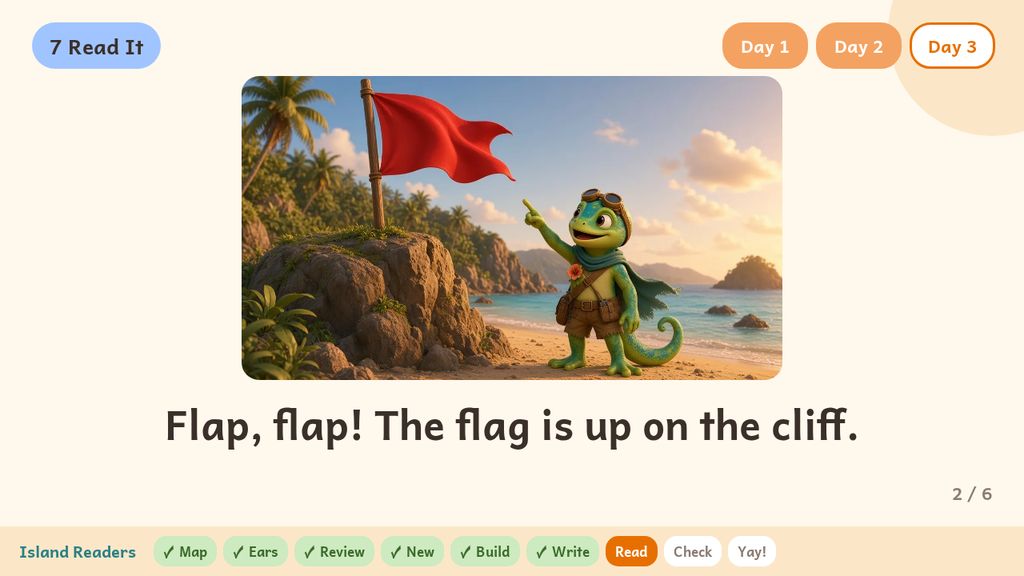 7 Read It
Day 1
Day 2
Day 3
Flap, flap! The flag is up on the cliff.
2 / 6
Island Readers
✓ Map
✓ Ears
✓ Review
✓ New
✓ Build
✓ Write
Read
Check
Yay!